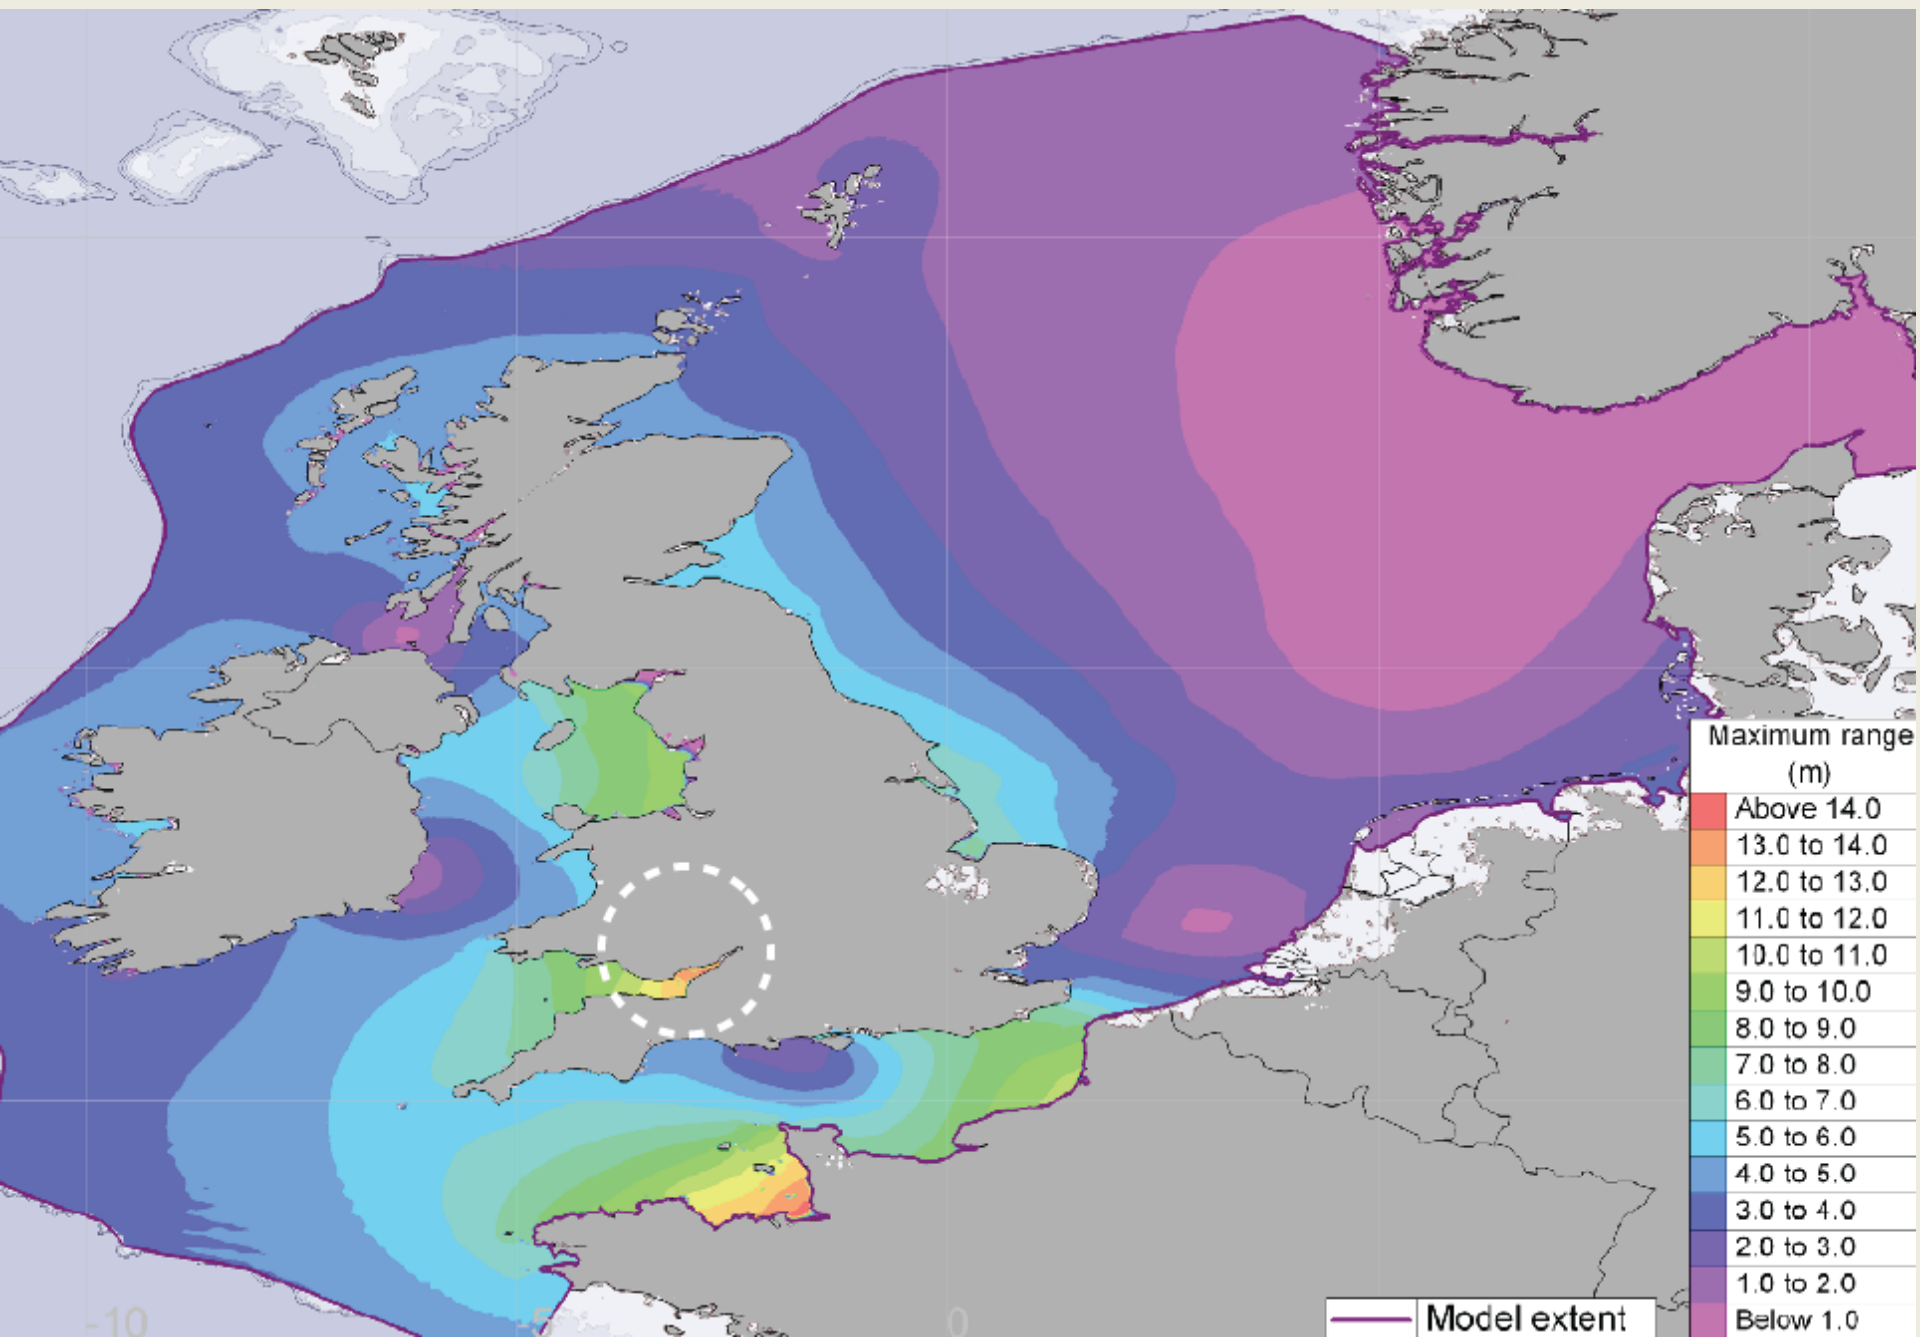 Maximum range
(m)
Above 14.0
13.0 to 14.0
12.0 to 13.0
11.0 to 12.0
10.0 to 11.0
9.0 to 10.0
8.0 to 9.0
7.0 to 8.0
6.0 to 7.0
5.0 to 6.0
4.0 to 5.0
3.0 to 4.0
2.0 to 3.0
1.0 to 2.0
Below 1.0
Model extent
-10
-5
0